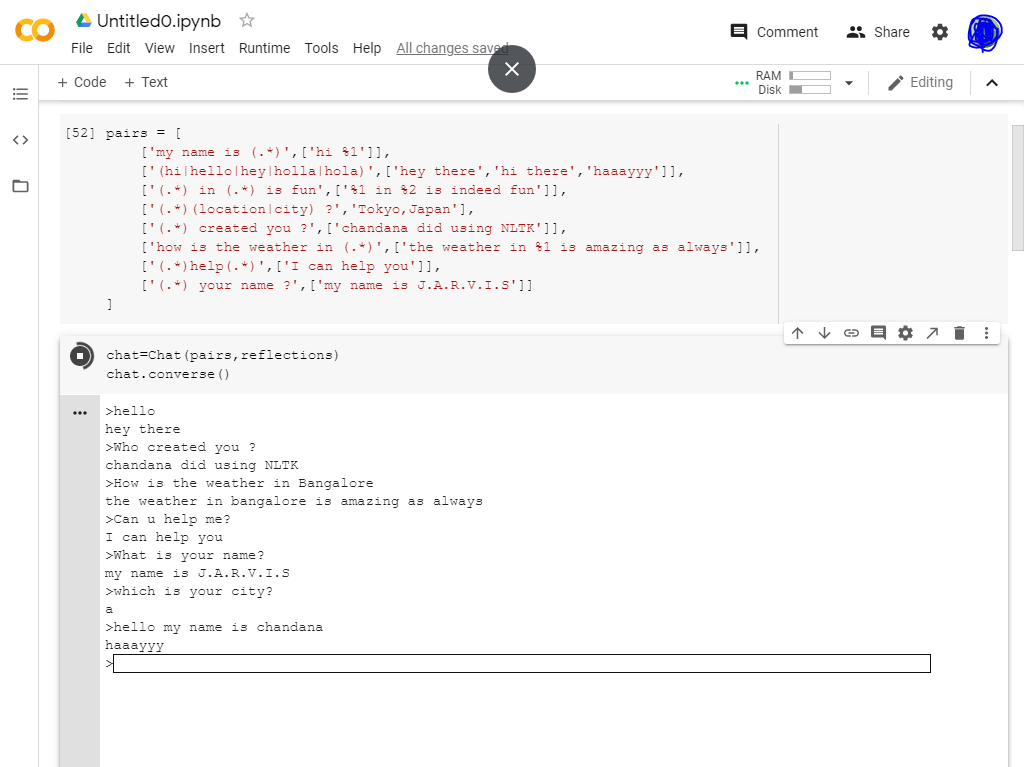 Untitled0.ipynb
File Edit View Insert Runtime Tools Help All changes saved
Comment Share
+ Code + Text
RAM
Disk
Editing
[52] pairs = [
['my name is (.*)',['hi %1']],
['(hi|hello|hey|holla|hola)',['hey there','hi there','haaayyy']],
['(.*) in (.*) is fun',['%1 in %2 is indeed fun']],
['(.*)(location|city) ?','Tokyo,Japan'],
['(.*) created you ?',['chandana did using NLTK']],
['how is the weather in (.*)',['the weather in %1 is amazing as always']],
['(.*)help(.*)',['I can help you']],
['(.*) your name ?',['my name is J.A.R.V.I.S']]
]
chat=Chat(pairs,reflections)
chat.converse()
>hello
hey there
>Who created you ?
chandana did using NLTK
>How is the weather in Bangalore
the weather in bangalore is amazing as always
>Can u help me?
I can help you
>What is your name?
my name is J.A.R.V.I.S
>which is your city?
a
>hello my name is chandana
haaayyy
>